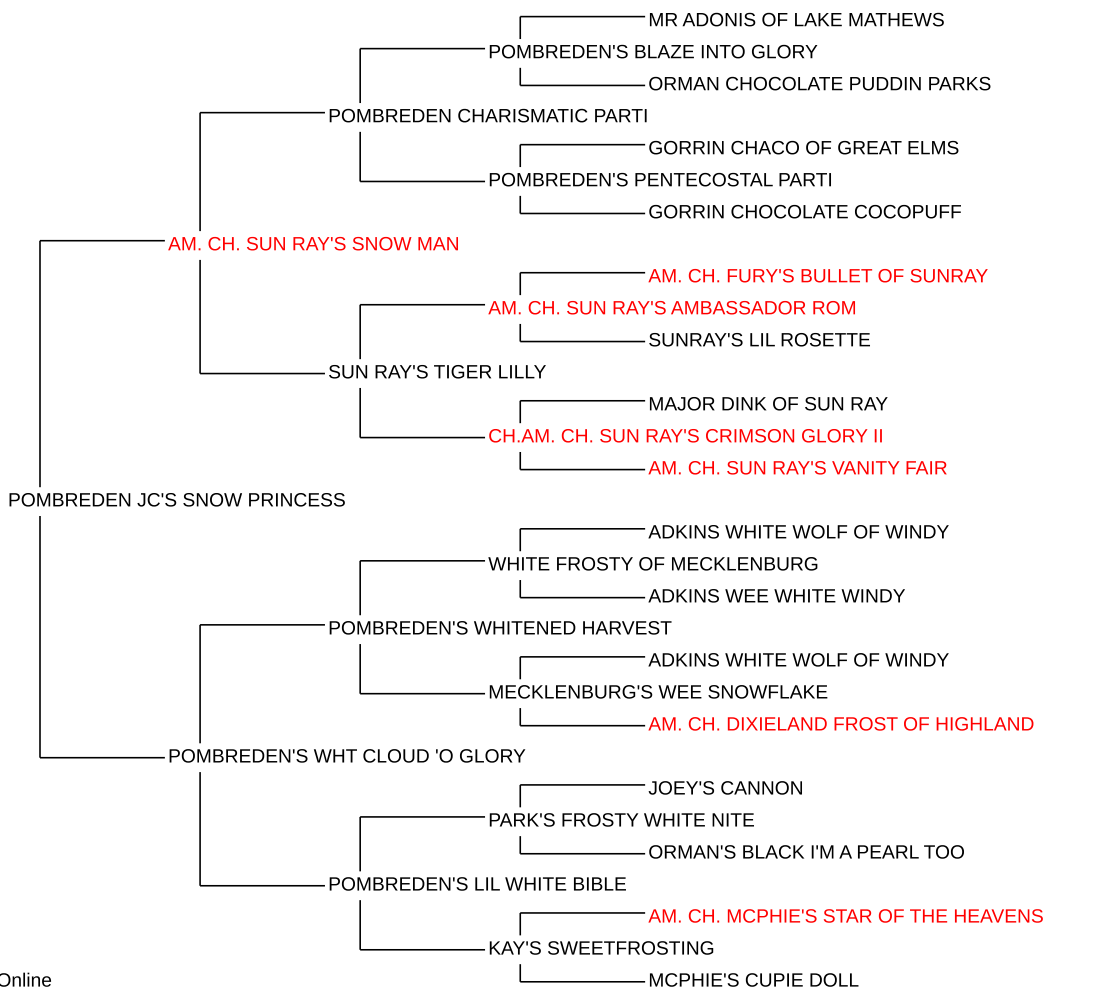 MR ADONIS OF LAKE MATHEWS
POMBREDEN'S BLAZE INTO GLORY
ORMAN CHOCOLATE PUDDIN PARKS
POMBREDEN CHARISMATIC PARTI
GORRIN CHACO OF GREAT ELMS
POMBREDEN'S PENTECOSTAL PARTI
GORRIN CHOCOLATE COCOPUFF
AM. CH. SUN RAY'S SNOW MAN
AM. CH. FURY'S BULLET OF SUNRAY
AM. CH. SUN RAY'S AMBASSADOR ROM
SUNRAY'S LIL ROSETTE
SUN RAY'S TIGER LILLY
MAJOR DINK OF SUN RAY
CH.AM. CH. SUN RAY'S CRIMSON GLORY II
AM. CH. SUN RAY'S VANITY FAIR
POMBREDEN JC'S SNOW PRINCESS
ADKINS WHITE WOLF OF WINDY
WHITE FROSTY OF MECKLENBURG
ADKINS WEE WHITE WINDY
POMBREDEN'S WHITENED HARVEST
ADKINS WHITE WOLF OF WINDY
MECKLENBURG'S WEE SNOWFLAKE
AM. CH. DIXIELAND FROST OF HIGHLAND
POMBREDEN'S WHT CLOUD 'O GLORY
JOEY'S CANNON
PARK'S FROSTY WHITE NITE
ORMAN'S BLACK I'M A PEARL TOO
POMBREDEN'S LIL WHITE BIBLE
AM. CH. MCPHIE'S STAR OF THE HEAVENS
KAY'S SWEETFROSTING
MCPHIE'S CUPIE DOLL
Online